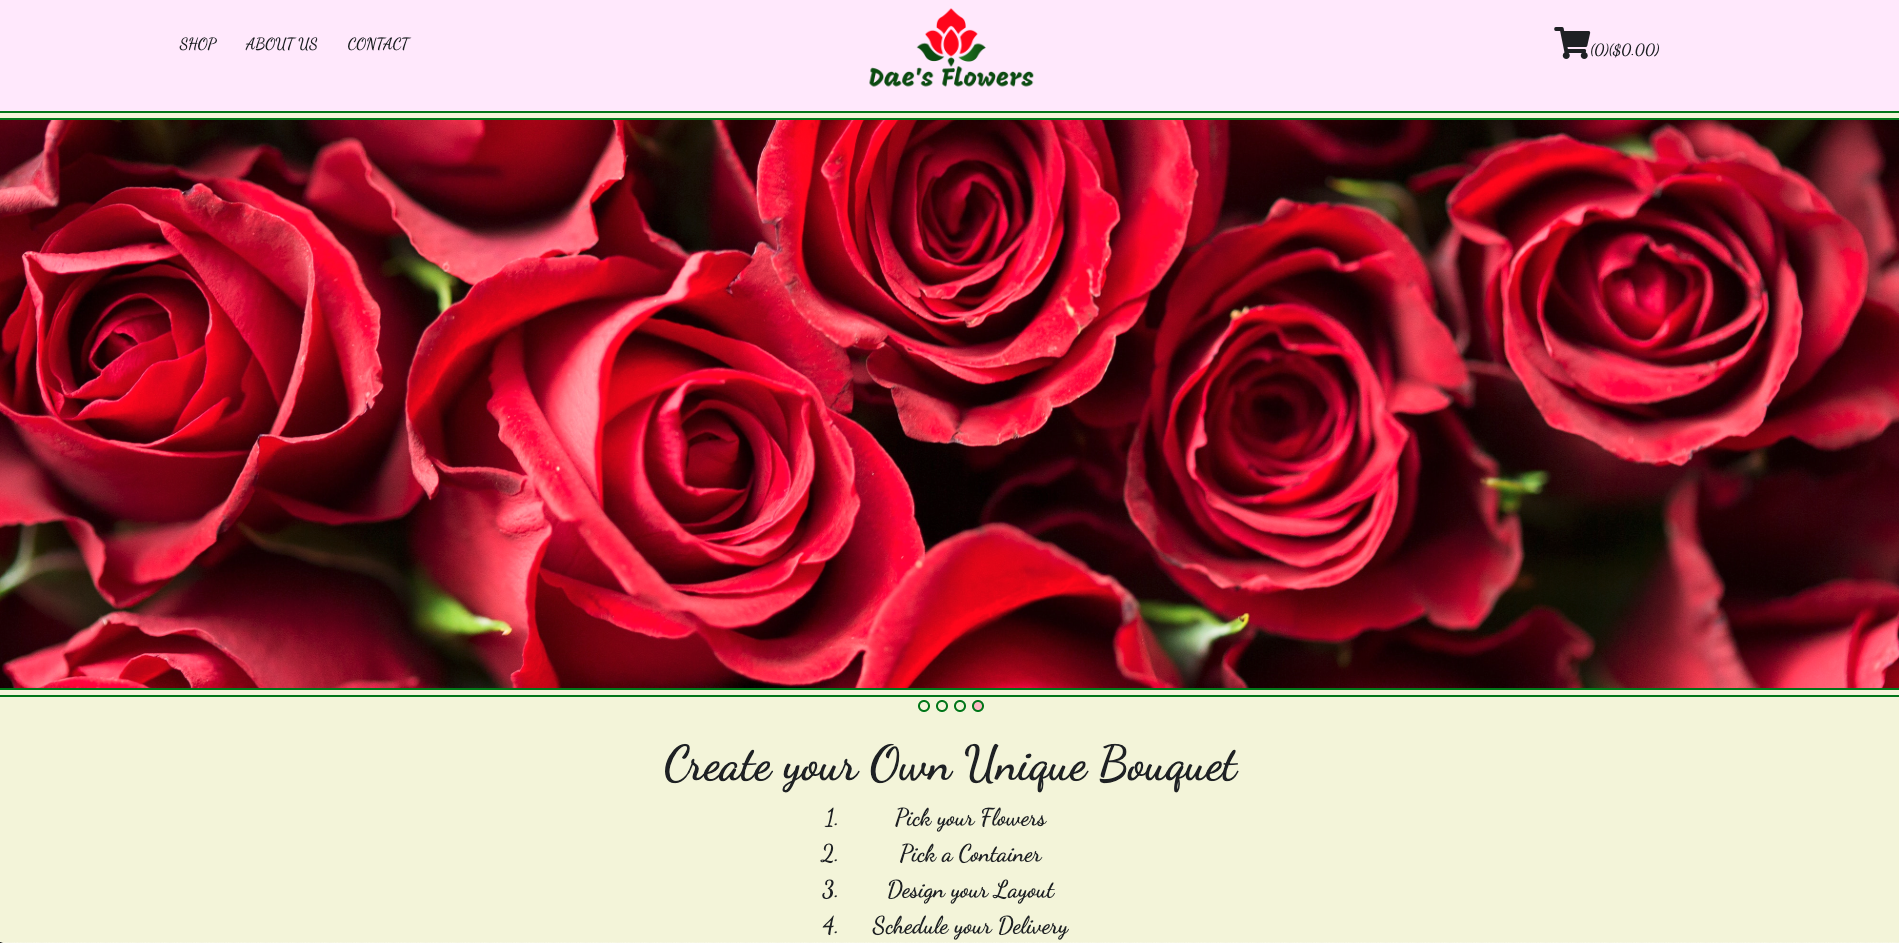 SHOP ABOUT US CONTACT
Dae's Flowers
(0)($0.00)
Create your Own Unique Bouquet
1. Pick your Flowers
2. Pick a Container
3. Design your Layout
4. Schedule your Delivery